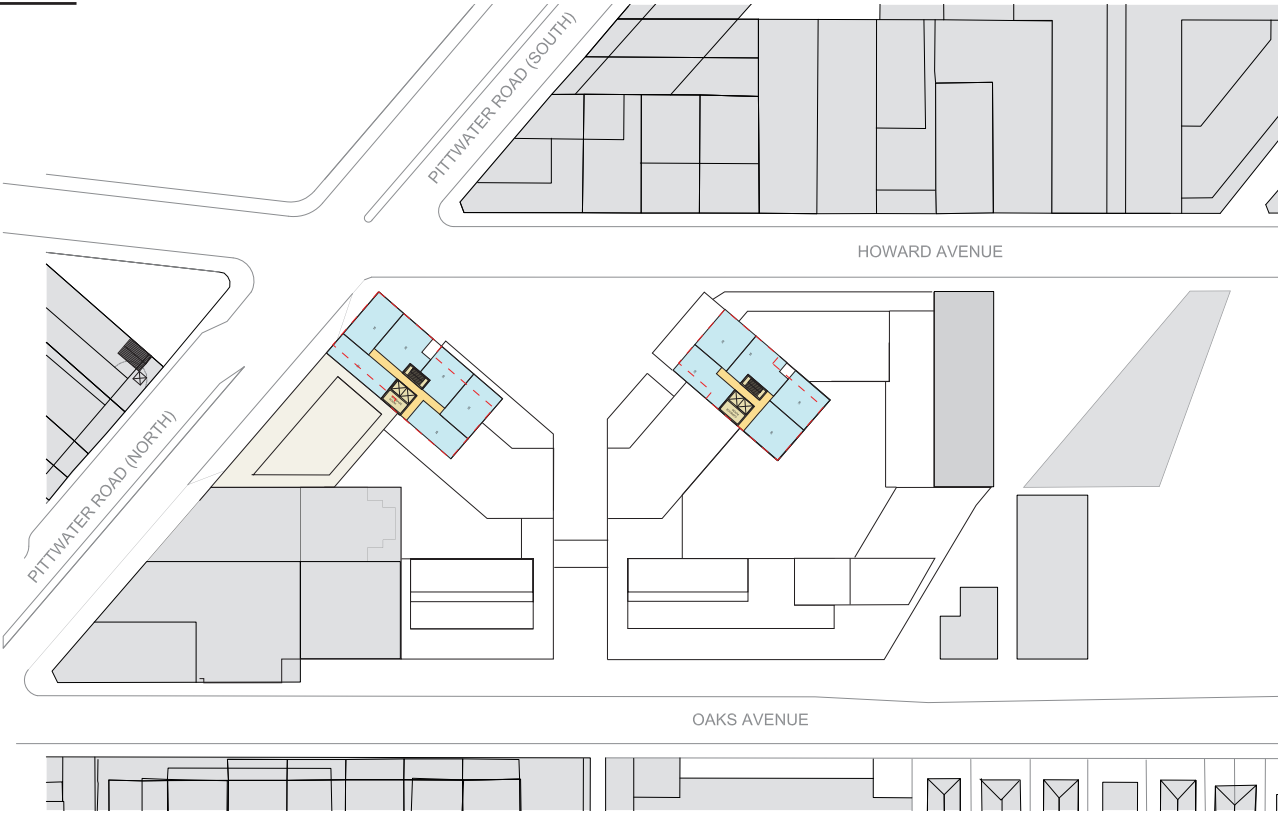 PITTWATER ROAD (SOUTH)
HOWARD AVENUE
PITTWATER ROAD (NORTH)
OAKS AVENUE